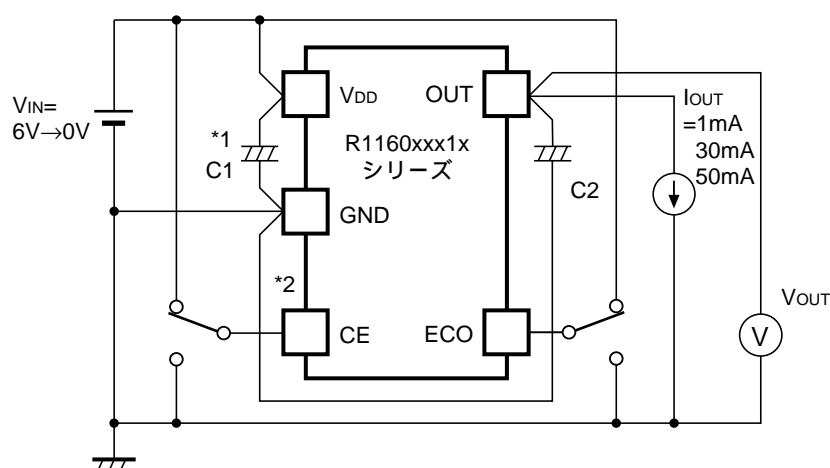 VIN=
6V→0V
*1
C1
VDD
OUT
R1160xxx1x
シリーズ
GND
*2
CE
ECO
C2
IOUT
=1mA
30mA
50mA
VOUT
V